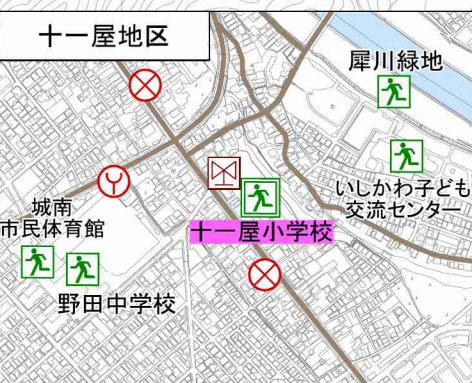 十一屋地区
犀川緑地
いしかわ子ども
交流センター
城南
市民体育館
十一屋小学校
野田中学校